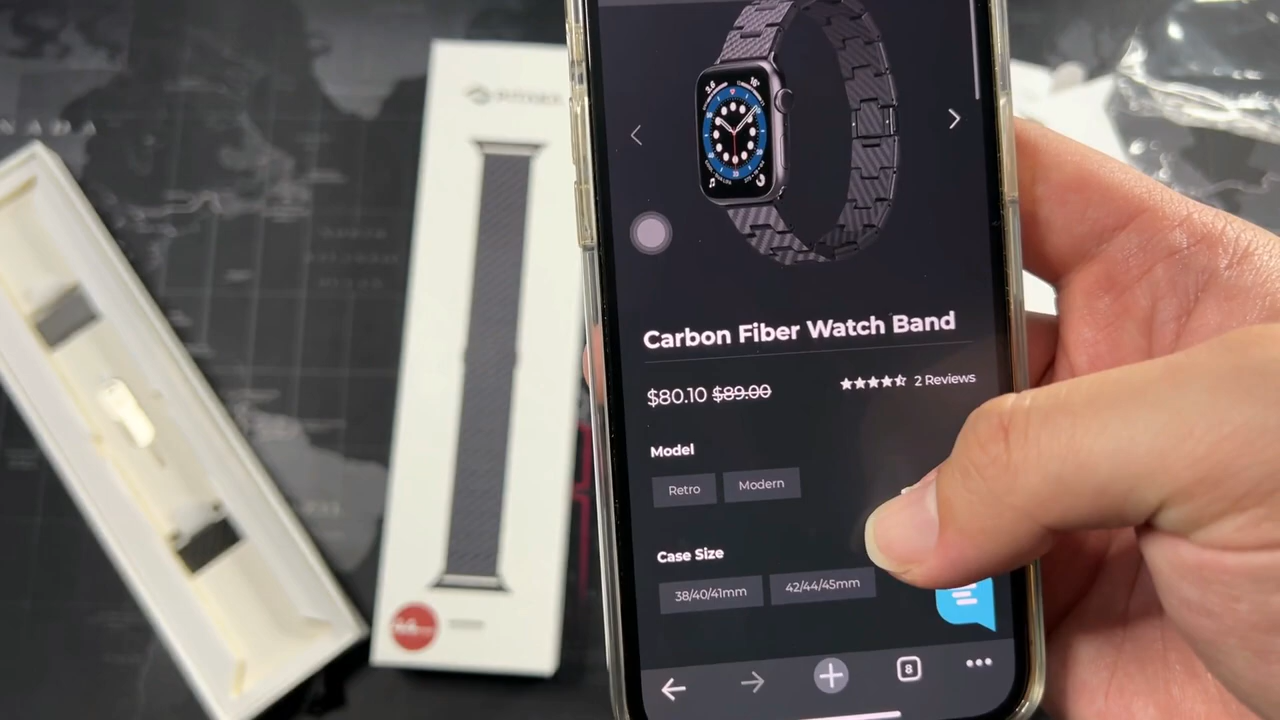 NADA
Carbon Fiber Watch Band
$80.10 $89.00
2 Reviews
Model
Retro
Modern
Case Size
38/40/41mm
42/44/45mm
8